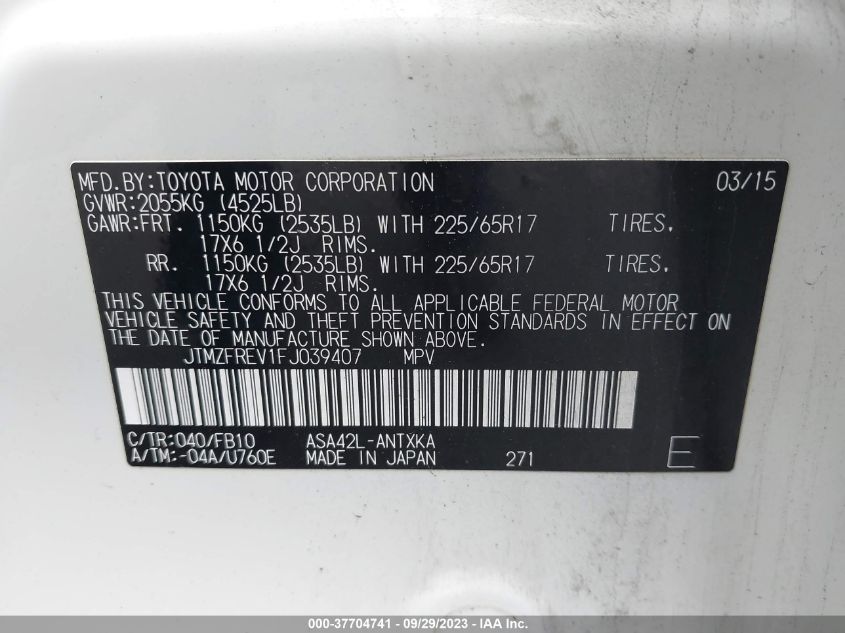 MFD.BY:TOYOTA MOTOR CORPORATION 03/15
GVWR:2055KG (4525LB)
GAWR:FRT. 1150KG (2535LB) WITH 225/65R17 TIRES.
17X6 1/2J RIMS.
RR. 1150KG (2535LB) WITH 225/65R17 TIRES.
17X6 1/2J RIMS.
THIS VEHICLE CONFORMS TO ALL APPLICABLE FEDERAL MOTOR
VEHICLE SAFETY AND THEFT PREVENTION STANDARDS IN EFFECT ON
THE DATE OF MANUFACTURE SHOWN ABOVE.
JTMZFREV1FJ039407 MPV
C/TR:040/FB10 ASA42L-ANTXKA
A/TM:-04A/U760E MADE IN JAPAN 271 E
000-37704741 - 09/29/2023 - IAA Inc.